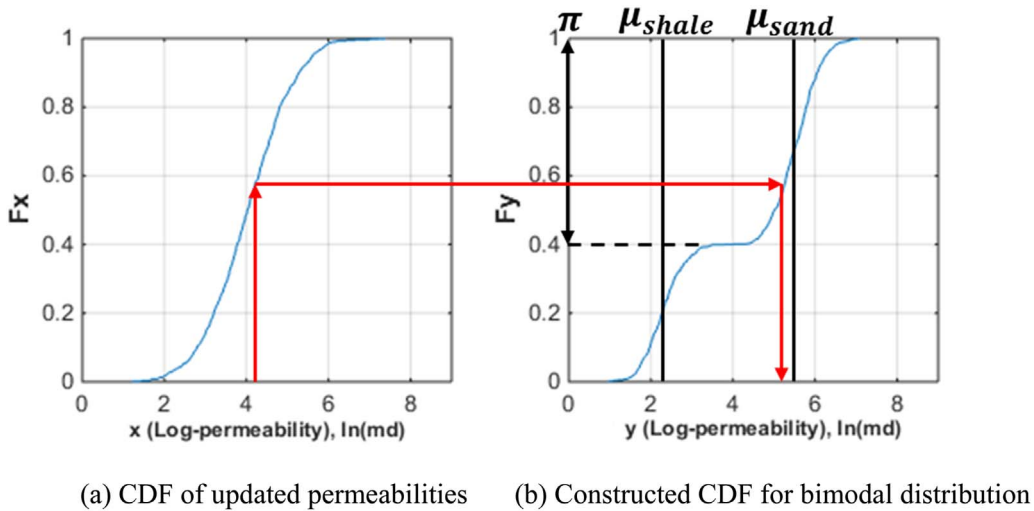 π μ_shale μ_sand
1
0.8
0.6
0.4
0.2
0
Fx
0 2 4 6 8
x (Log-permeability), ln(md)
1
0.8
0.6
0.4
0.2
0
Fy
0 2 4 6 8
y (Log-permeability), ln(md)
(a) CDF of updated permeabilities
(b) Constructed CDF for bimodal distribution